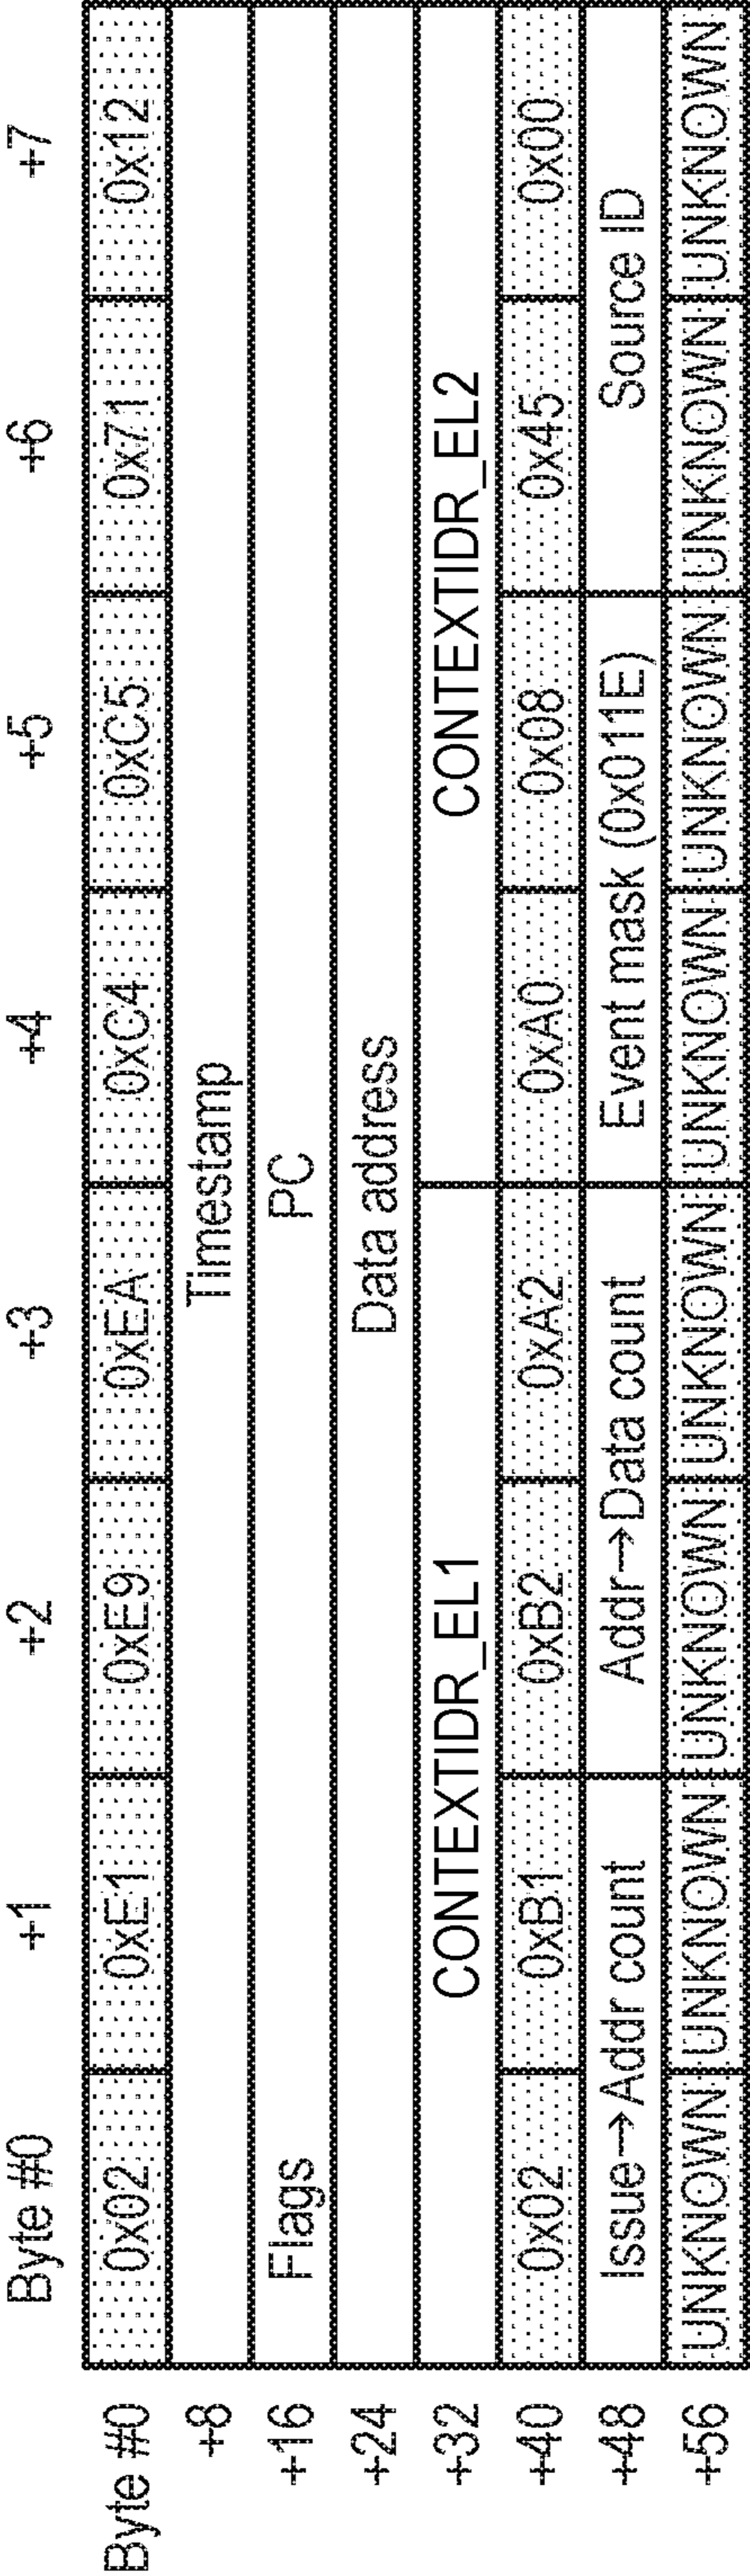 Byte #0 +1 +2 +3 +4 +5 +6 +7
Byte #0 0x02 0xE1 0xE9 0xEA 0xC4 0xC5 0x71 0x12
+8 Timestamp
+16 Flags PC
+24 Data address
+32 CONTEXTIDR_EL1 CONTEXTIDR_EL2
+40 0x02 0xB1 0xB2 0xA2 0xA0 0x08 0x45 0x00
+48 Issue→Addr count Addr→Data count Event mask (0x011E) Source ID
+56 UNKNOWN UNKNOWN UNKNOWN UNKNOWN UNKNOWN UNKNOWN UNKNOWN UNKNOWN